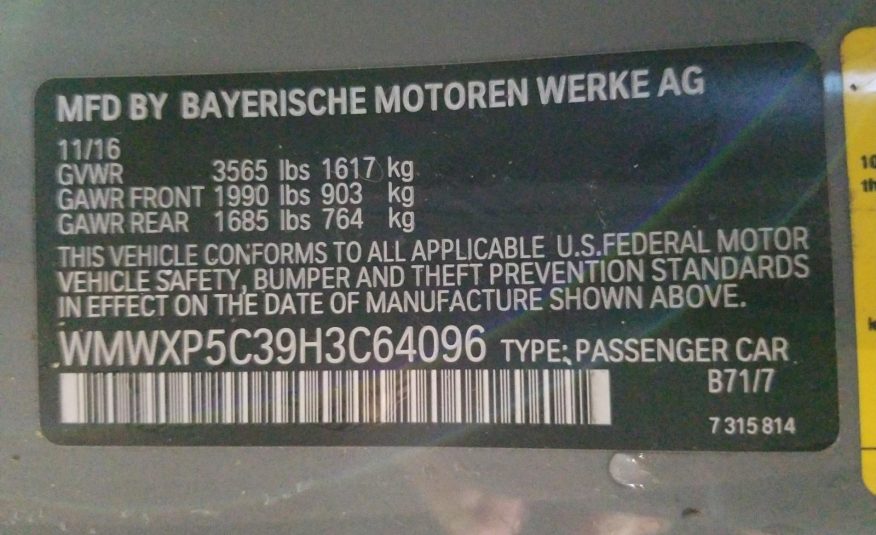 MFD BY BAYERISCHE MOTOREN WERKE AG
11/16
GVWR 3565 lbs 1617 kg
GAWR FRONT 1990 lbs 903 kg
GAWR REAR 1685 lbs 764 kg
THIS VEHICLE CONFORMS TO ALL APPLICABLE U.S.FEDERAL MOTOR
VEHICLE SAFETY, BUMPER AND THEFT PREVENTION STANDARDS
IN EFFECT ON THE DATE OF MANUFACTURE SHOWN ABOVE.
WMWXP5C39H3C64096 TYPE: PASSENGER CAR
B71/7
7 315 814
10
th